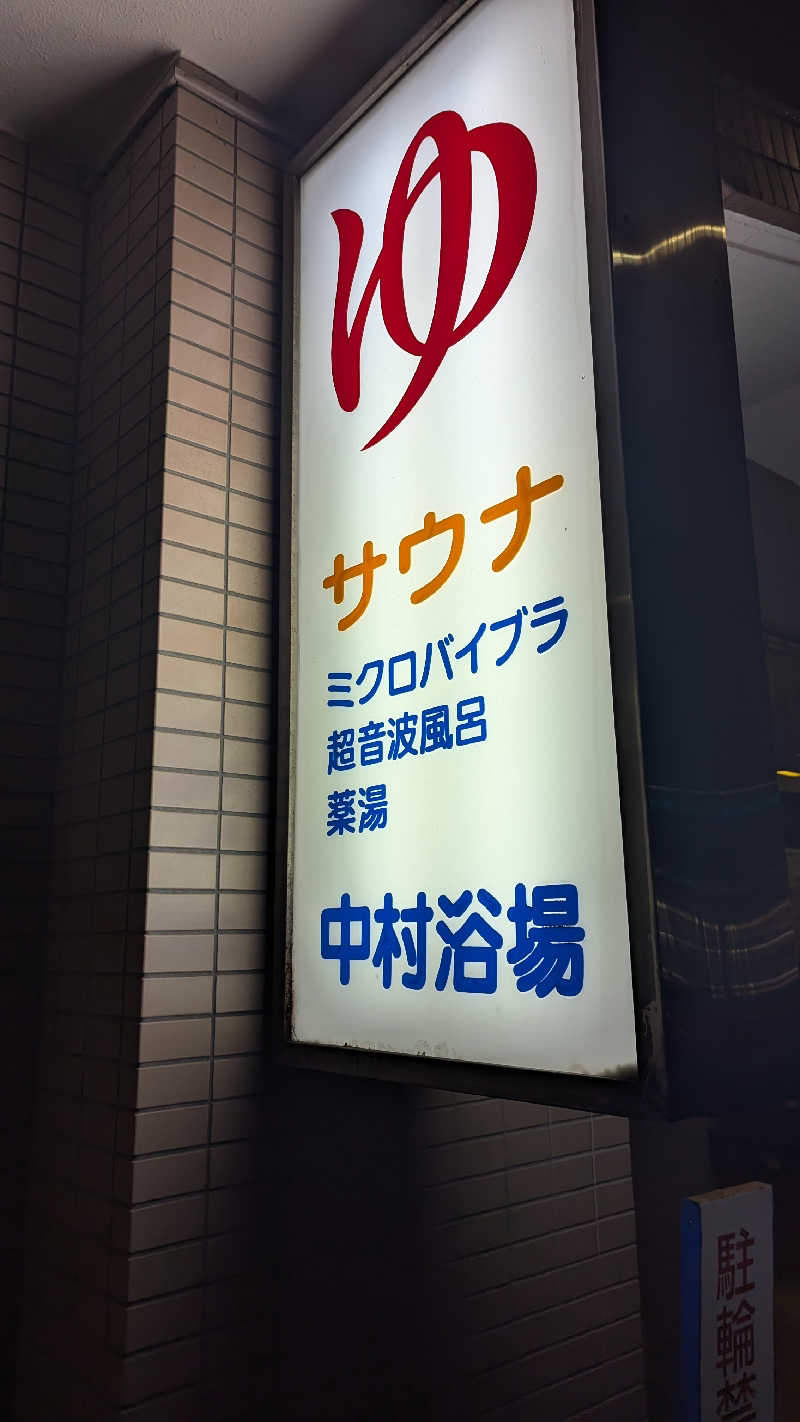 ゆ
サウナ
ミクロバイブラ
超音波風呂
薬湯
中村浴場
駐輪禁